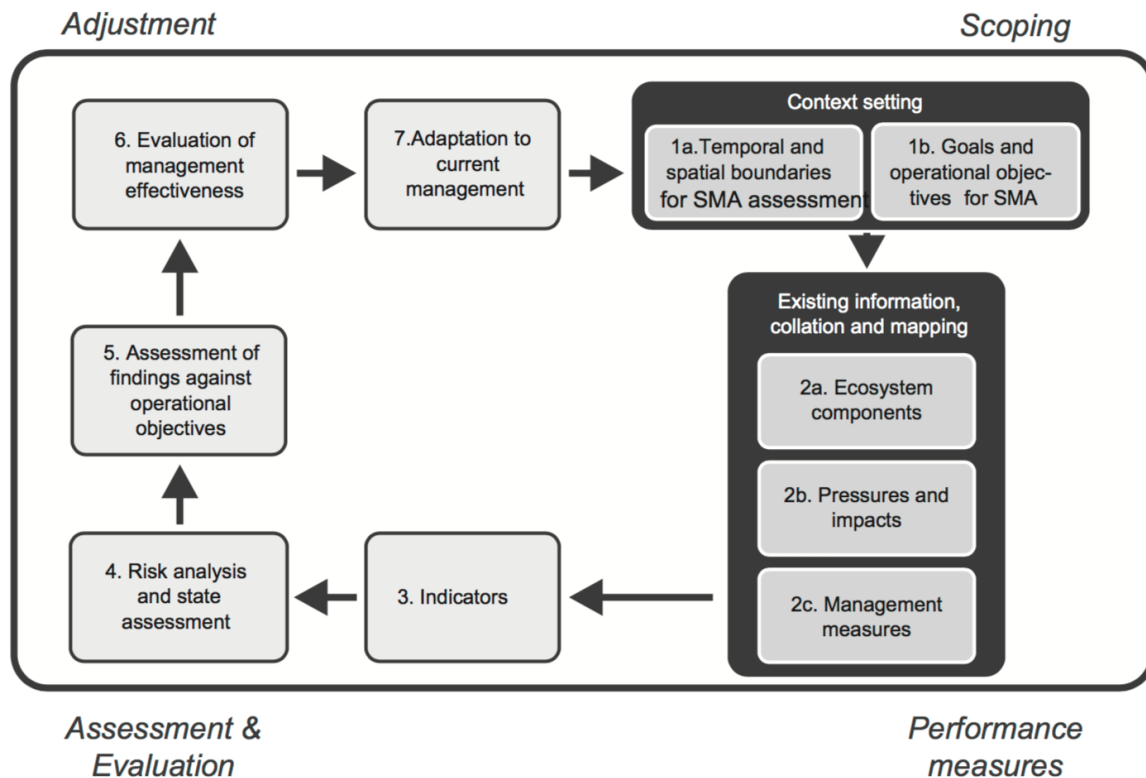 Adjustment
Scoping
6. Evaluation of
management
effectiveness
7.Adaptation to
current
management
Context setting
1a.Temporal and
spatial boundaries
for SMA assessment
1b. Goals and
operational objec-
tives for SMA
Existing information,
collation and mapping
2a. Ecosystem
components
2b. Pressures and
impacts
2c. Management
measures
3. Indicators
4. Risk analysis
and state
assessment
5. Assessment of
findings against
operational
objectives
Assessment &
Evaluation
Performance
measures